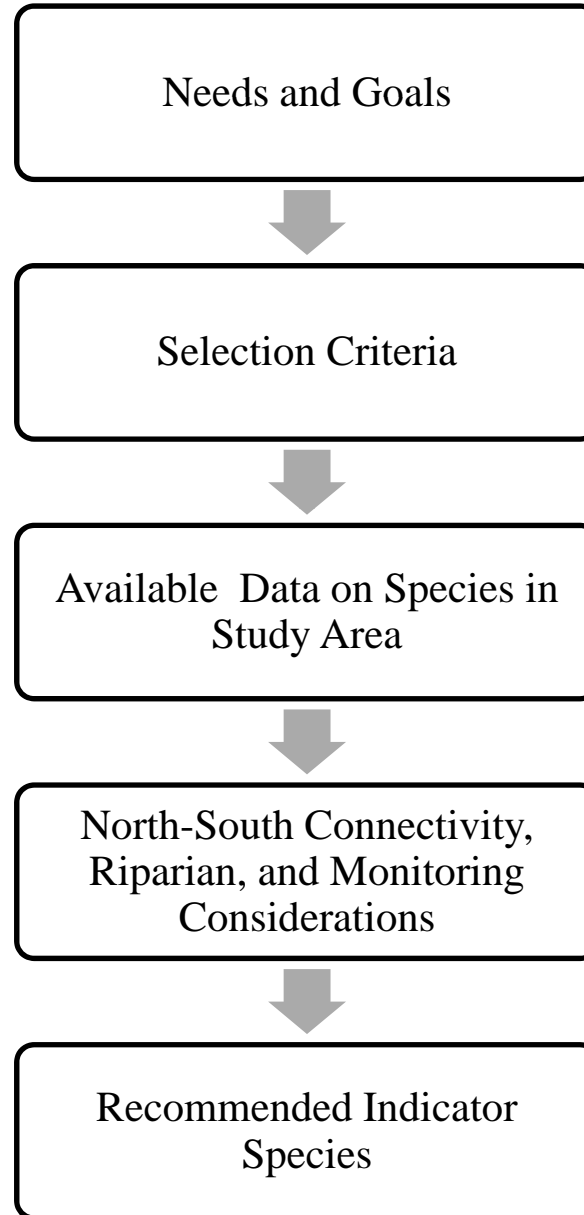 Needs and Goals
Selection Criteria
Available Data on Species in
Study Area
North-South Connectivity,
Riparian, and Monitoring
Considerations
Recommended Indicator
Species